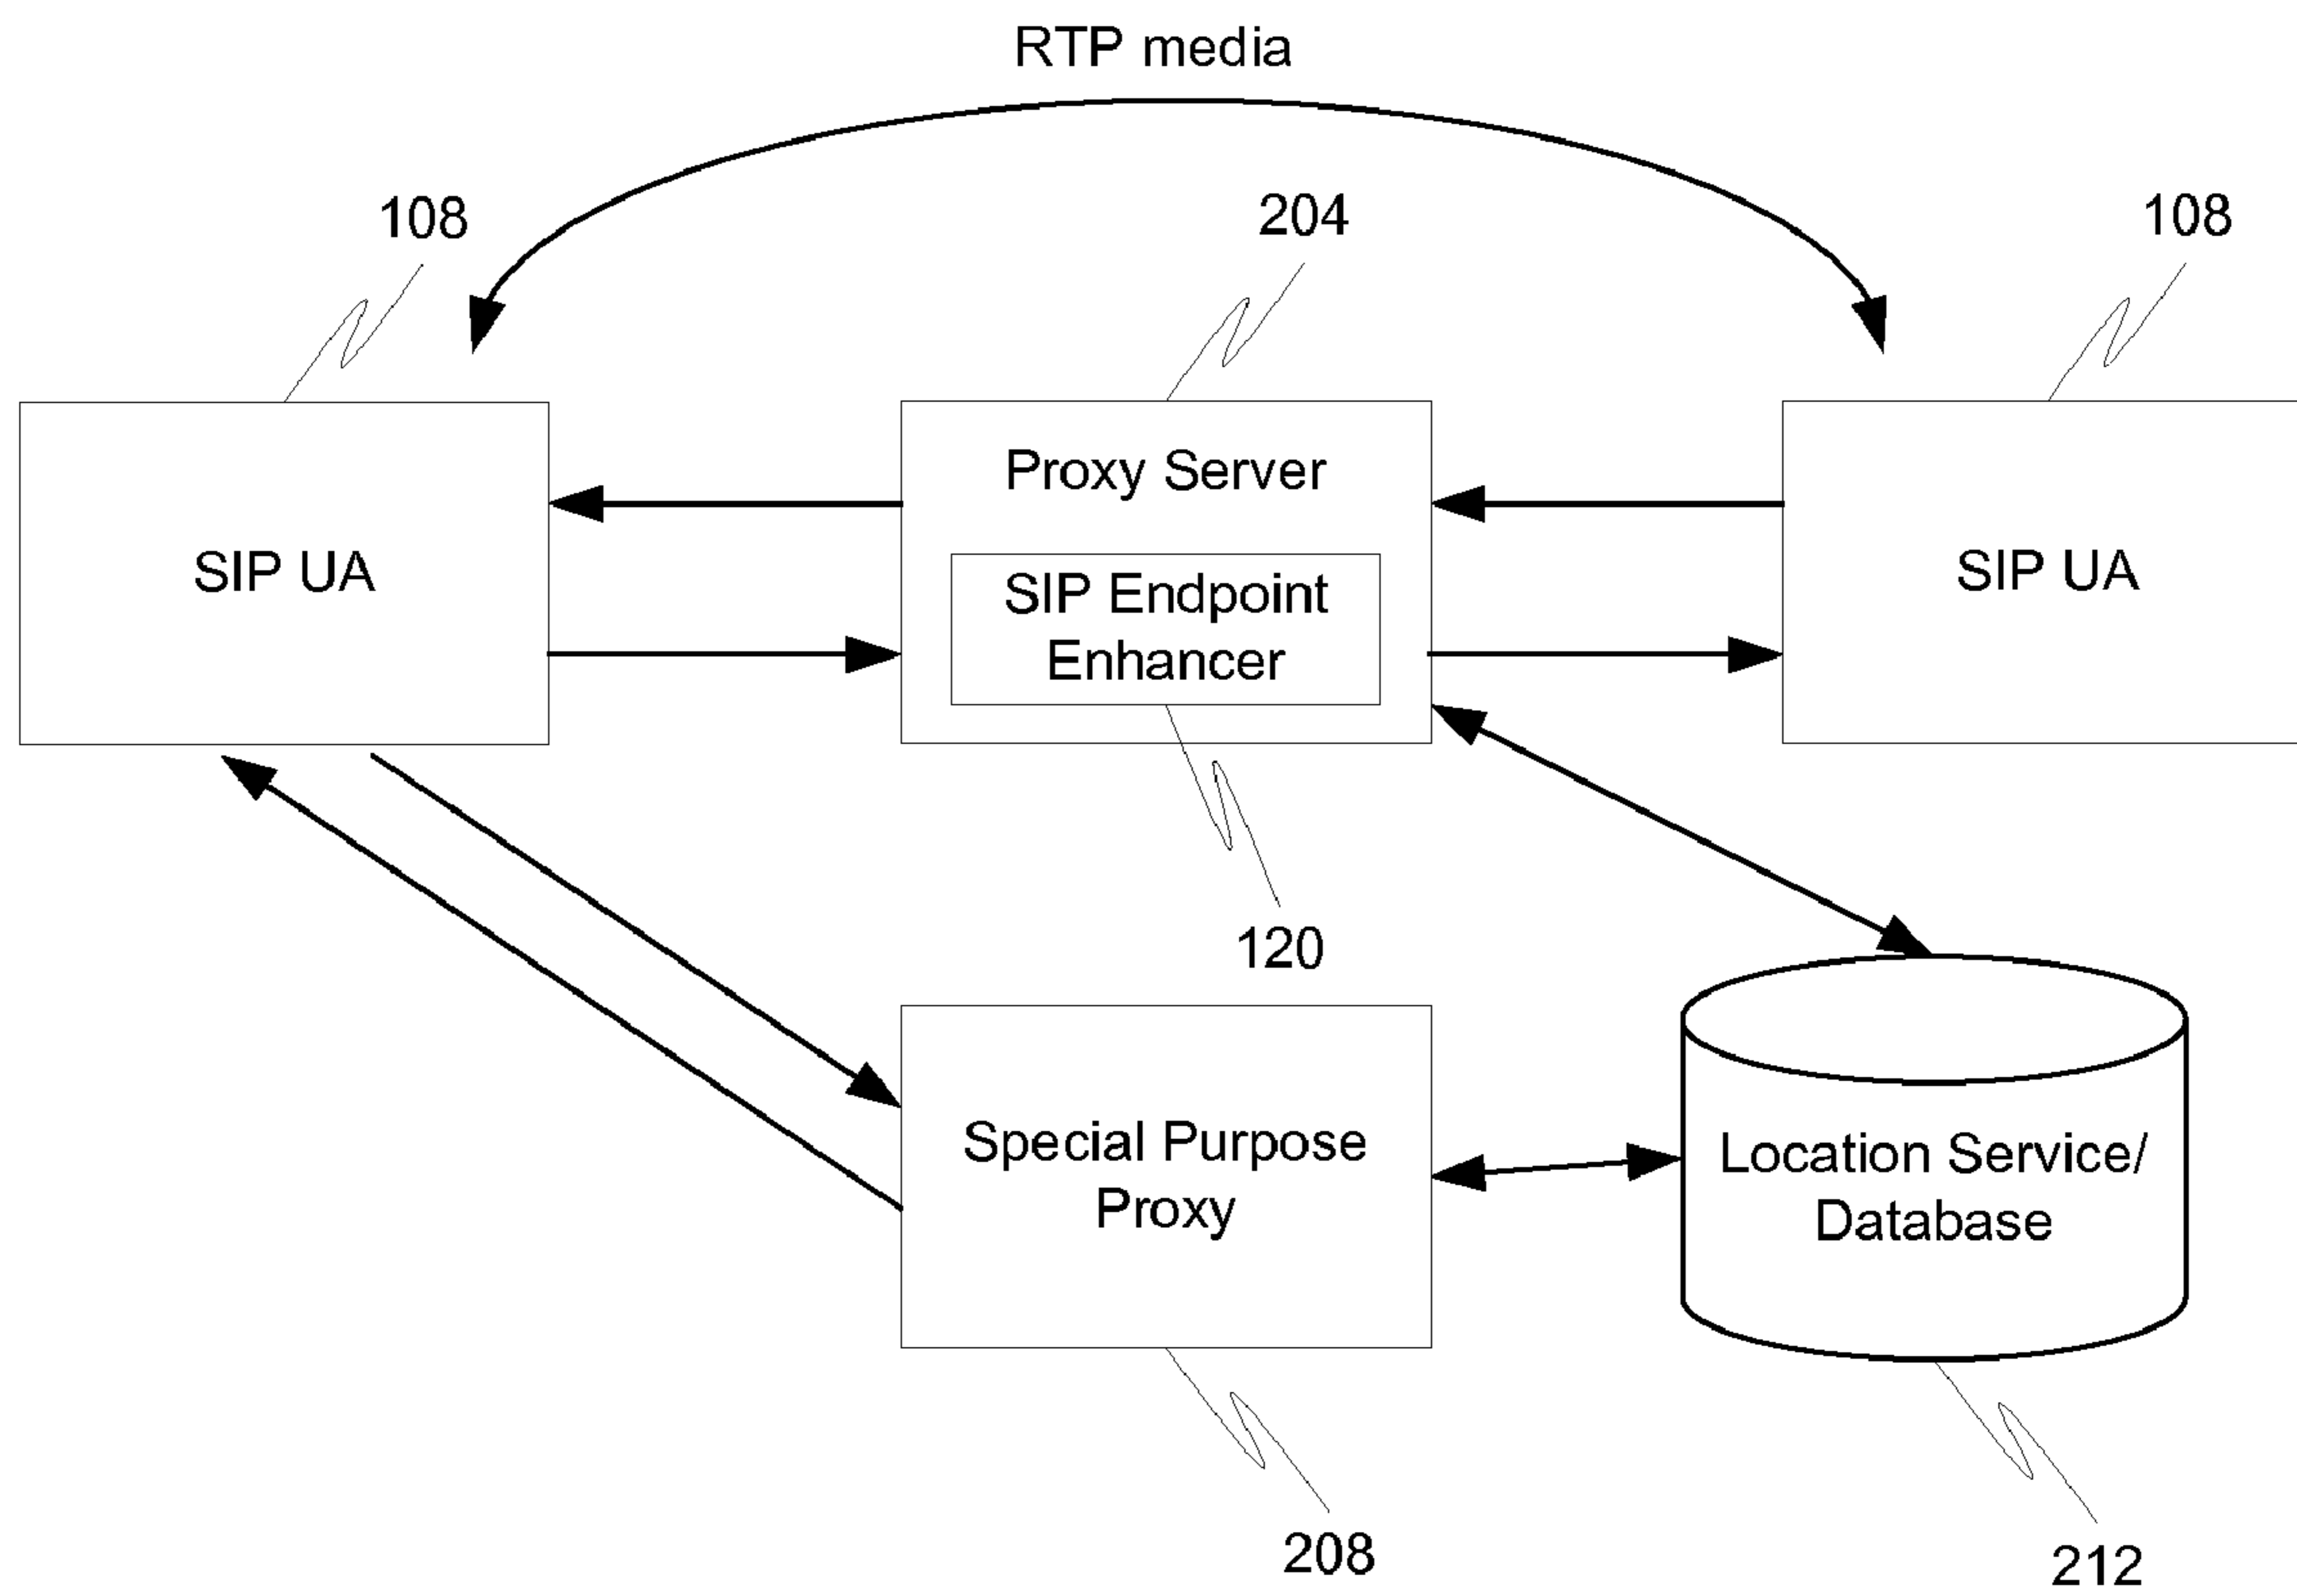 RTP media
108
204
108
Proxy Server
SIP UA
SIP Endpoint
Enhancer
SIP UA
120
Special Purpose
Proxy
Location Service/
Database
208
212